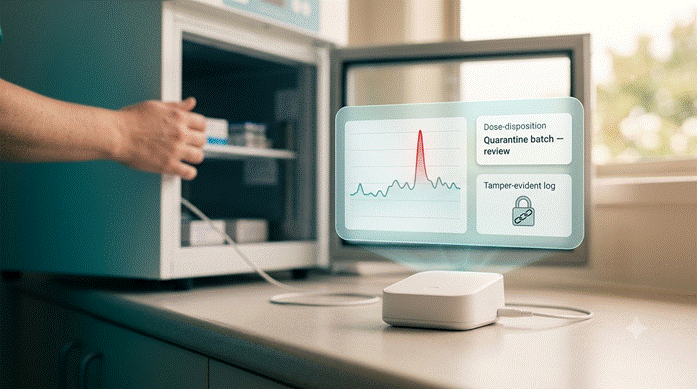 Dose-disposition
Quarantine batch —
review
Tamper-evident log